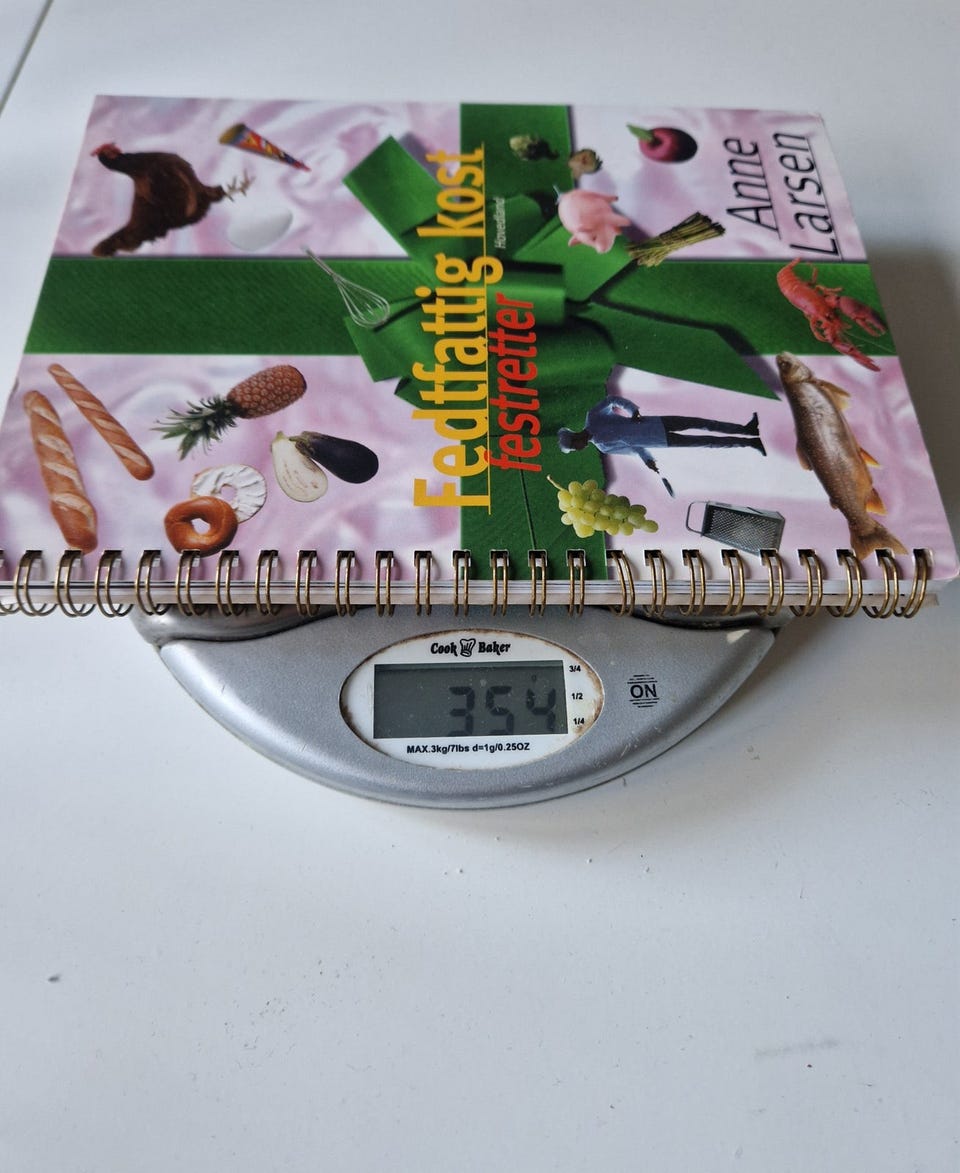 Anne
Larsen
Fedtfattig kost
Hovedland
festretter
Cook Baker
354
3/4
1/2
1/4
ON
MAX.3kg/7lbs d=1g/0.25OZ